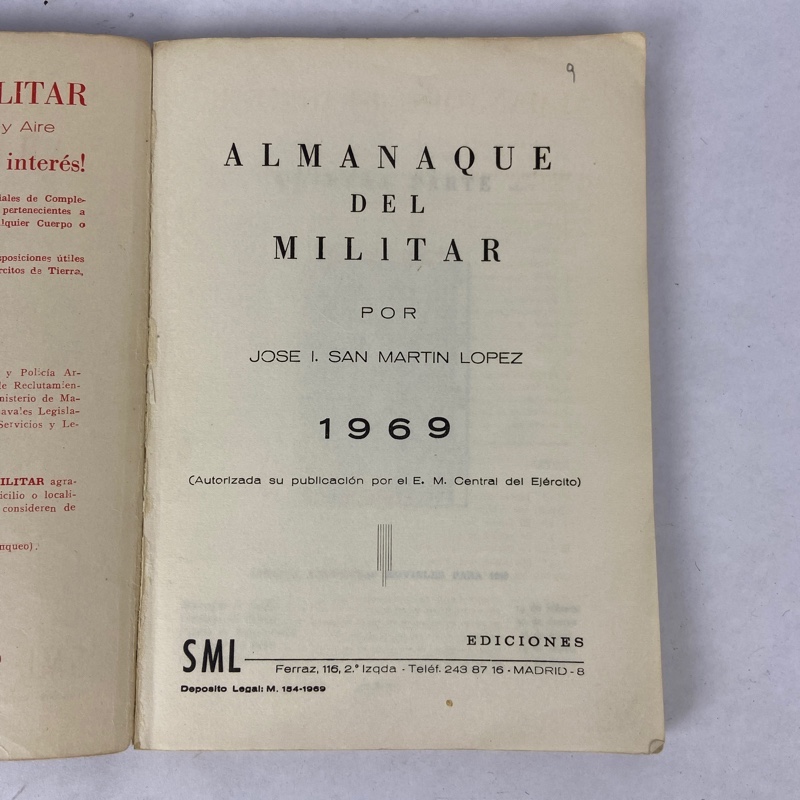 LITAR
y Aire
interés!
iales de Comple-
pertenecientes a
lquier Cuerpo o
posiciones útiles
rcitos de Tierra,
y Policía Ar-
de Reclutamien-
nisterio de Ma-
avales Legisla-
Servicios y Le-
ILITAR agra-
icilio o locali-
consideren de
nqueo).
9
ALMANAQUE
DEL
MILITAR
POR
JOSE I. SAN MARTIN LOPEZ
1969
(Autorizada su publicación por el E. M. Central del Ejército)
EDICIONES
SML
Ferraz, 116, 2.º Izqda - Teléf. 243 87 16 - MADRID - 8
Deposito Legal: M. 154-1969